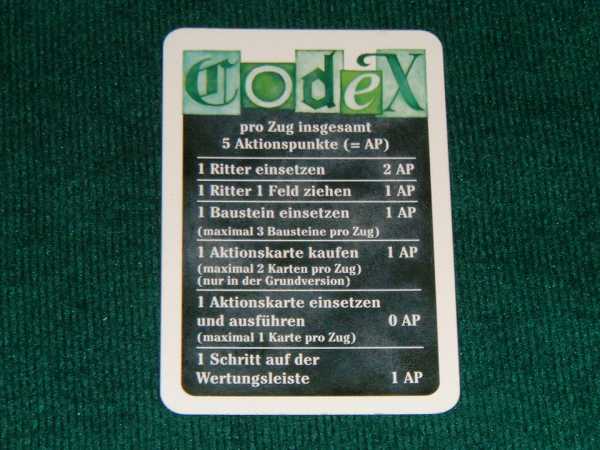 CodeX
pro Zug insgesamt
5 Aktionspunkte (= AP)
1 Ritter einsetzen 2 AP
1 Ritter 1 Feld ziehen 1 AP
1 Baustein einsetzen 1 AP
(maximal 3 Bausteine pro Zug)
1 Aktionskarte kaufen 1 AP
(maximal 2 Karten pro Zug)
(nur in der Grundversion)
1 Aktionskarte einsetzen
und ausführen 0 AP
(maximal 1 Karte pro Zug)
1 Schritt auf der
Wertungsleiste 1 AP